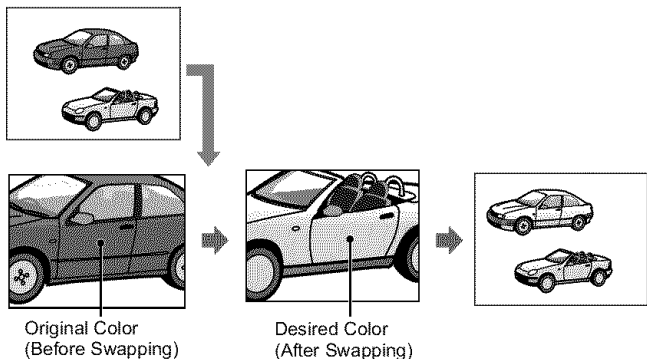 Original Color
(Before Swapping)
Desired Color
(After Swapping)